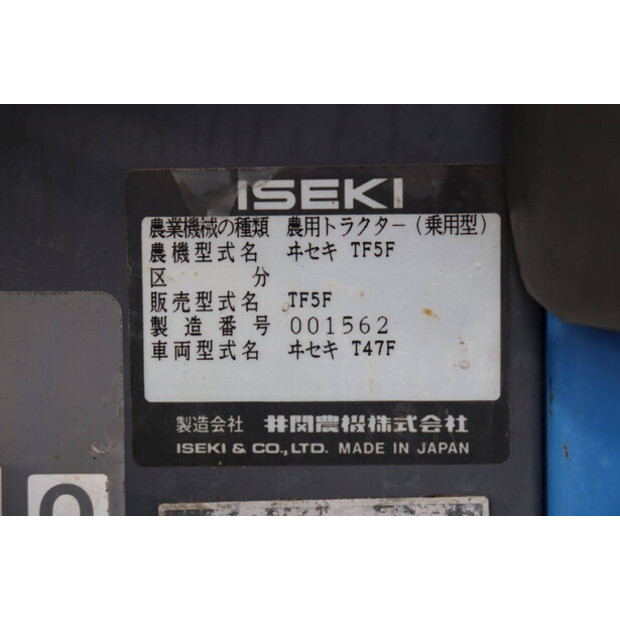 ISEKI
農業機械の種類 農用トラクター(乗用型)
農機型式名 ヰセキ TF5F
区分
販売型式名 TF5F
製造番号 001562
車両型式名 ヰセキ T47F
製造会社 井関農機株式会社
ISEKI & CO., LTD. MADE IN JAPAN